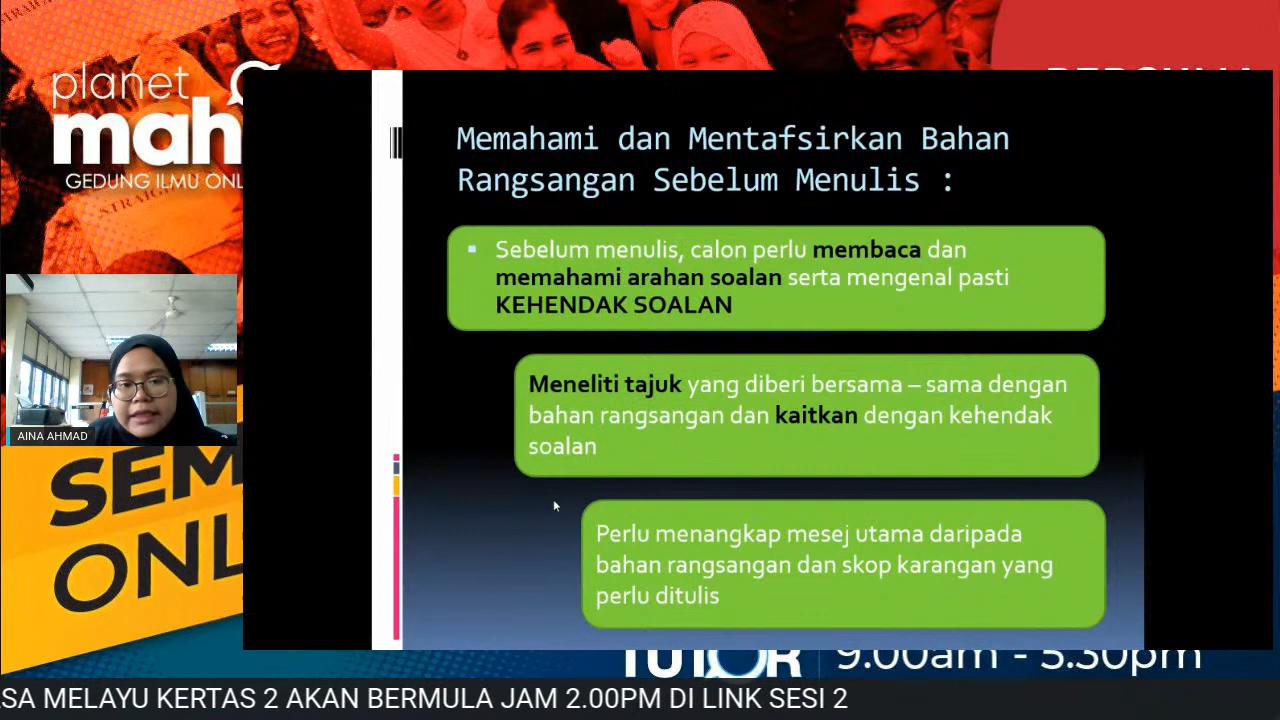 planet
mah
GEDUNG ILMU ONL
Memahami dan Mentafsirkan Bahan
Rangsangan Sebelum Menulis :
Sebelum menulis, calon perlu membaca dan
memahami arahan soalan serta mengenal pasti
KEHENDAK SOALAN
Meneliti tajuk yang diberi bersama – sama dengan
bahan rangsangan dan kaitkan dengan kehendak
soalan
Perlu menangkap mesej utama daripada
bahan rangsangan dan skop karangan yang
perlu ditulis
AINA AHMAD
SEM
ONL
TUTOR
9.00am - 5.30pm
SA MELAYU KERTAS 2 AKAN BERMULA JAM 2.00PM DI LINK SESI 2